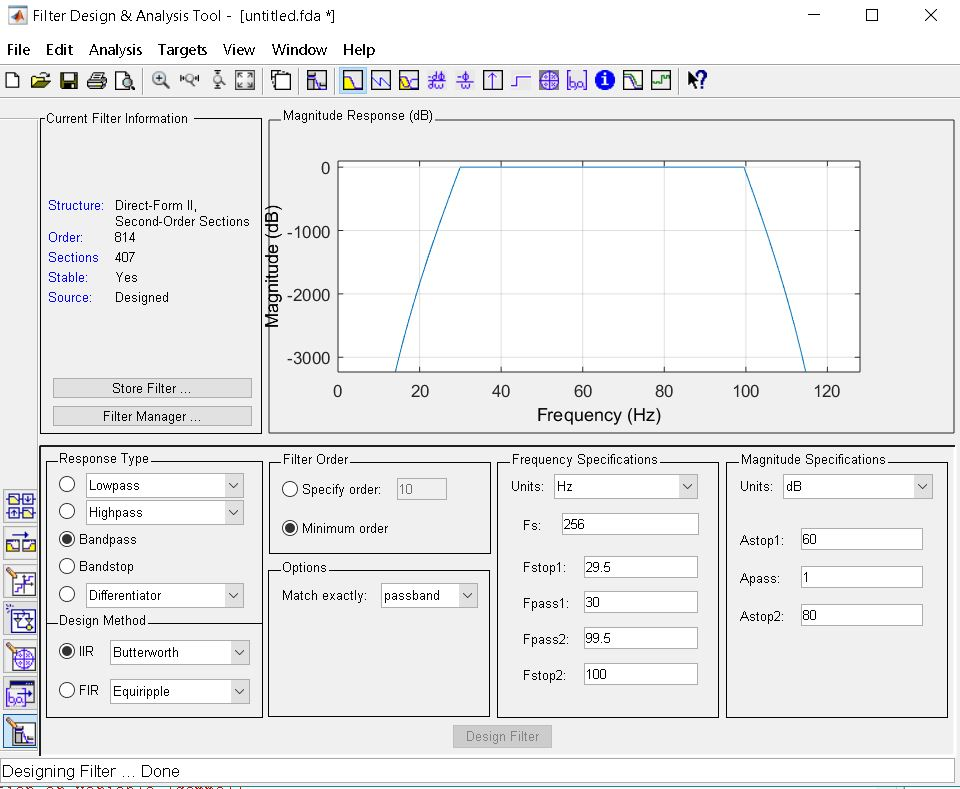 Filter Design & Analysis Tool - [untitled.fda *]
File Edit Analysis Targets View Window Help
Current Filter Information
Structure: Direct-Form II,
Second-Order Sections
Order: 814
Sections 407
Stable: Yes
Source: Designed
Store Filter ...
Filter Manager ...
Magnitude Response (dB)
Magnitude (dB)
0
-1000
-2000
-3000
0 20 40 60 80 100 120
Frequency (Hz)
Response Type
Lowpass
Highpass
Bandpass
Bandstop
Differentiator
Design Method
IIR Butterworth
FIR Equiripple
Filter Order
Specify order: 10
Minimum order
Options
Match exactly: passband
Frequency Specifications
Units: Hz
Fs: 256
Fstop1: 29.5
Fpass1: 30
Fpass2: 99.5
Fstop2: 100
Magnitude Specifications
Units: dB
Astop1: 60
Apass: 1
Astop2: 80
Design Filter
Designing Filter ... Done